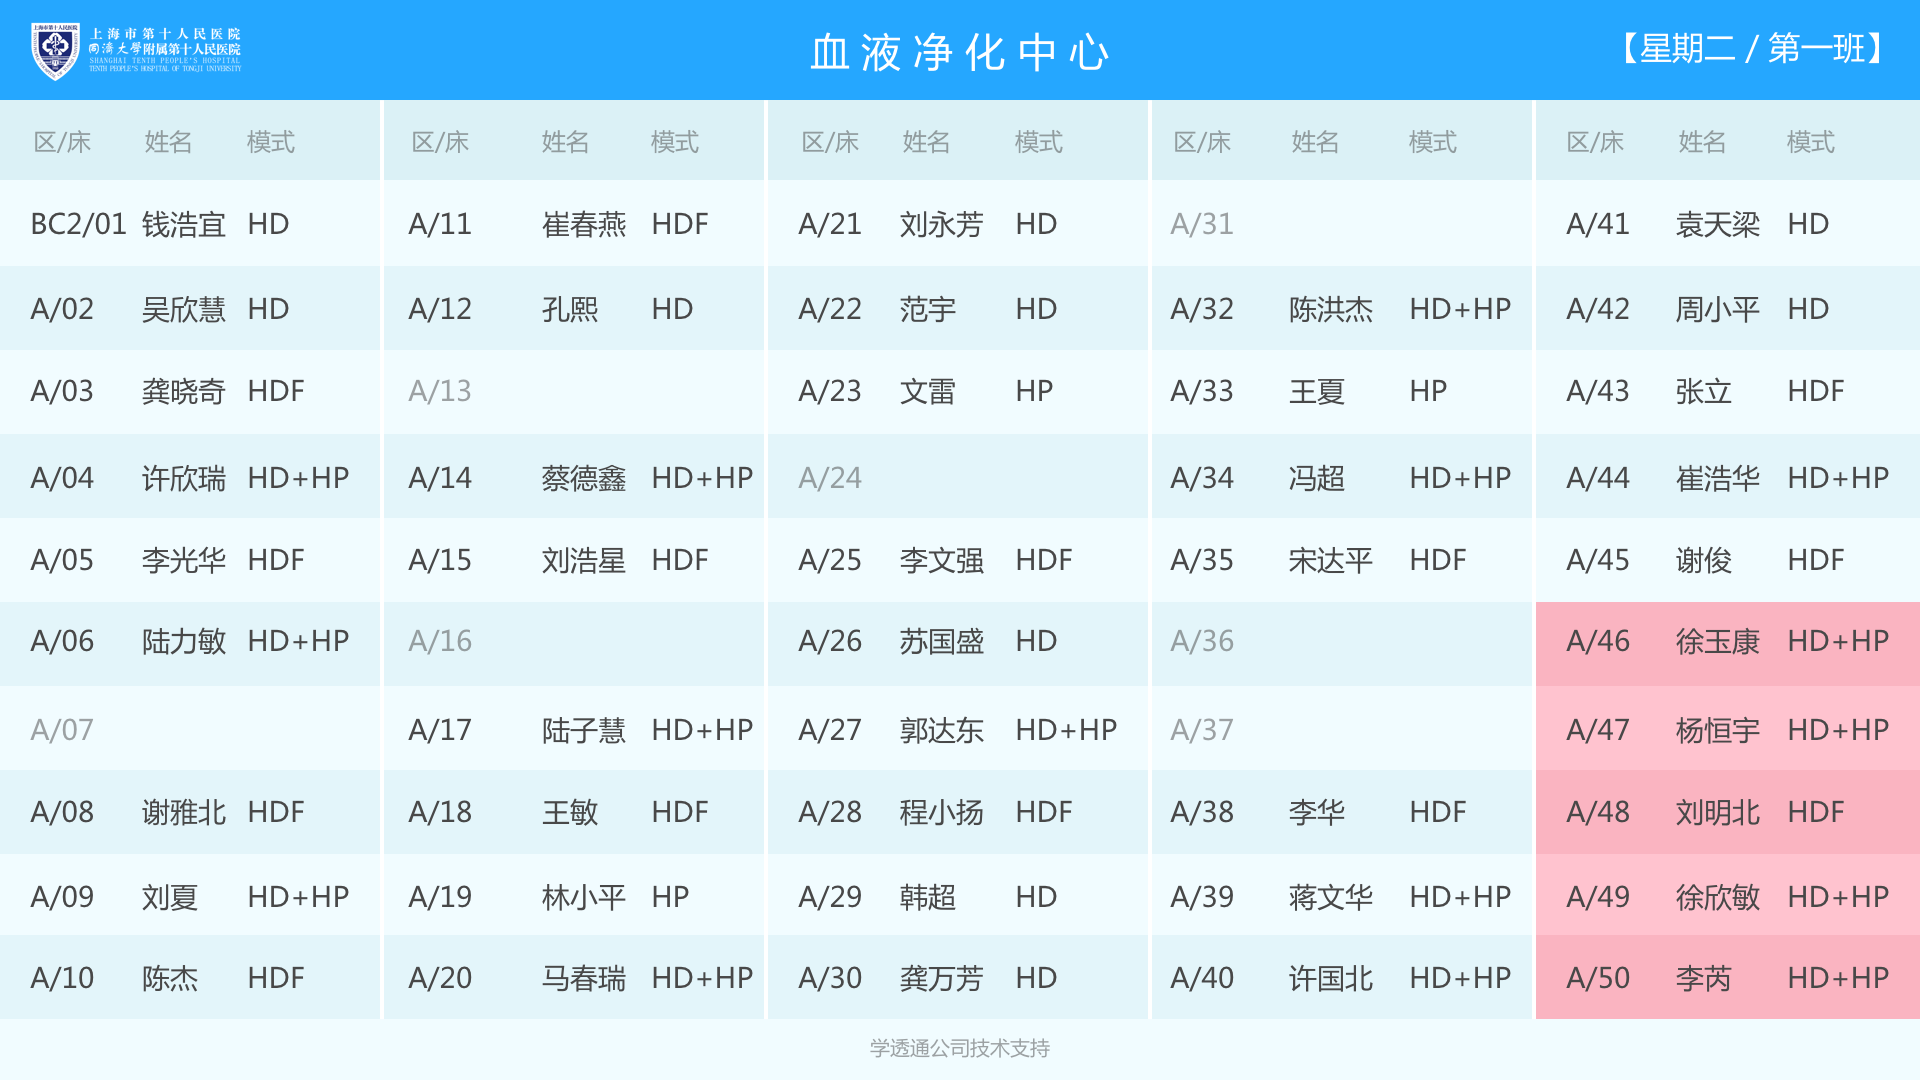 上海市第十人民医院
同济大学附属第十人民医院
SHANGHAI TENTH PEOPLE'S HOSPITAL
TENTH PEOPLE'S HOSPITAL OF TONGJI UNIVERSITY
血液净化中心
【星期二 / 第一班】
区/床 姓名 模式 区/床 姓名 模式 区/床 姓名 模式 区/床 姓名 模式 区/床 姓名 模式
BC2/01 钱浩宜 HD A/11 崔春燕 HDF A/21 刘永芳 HD A/31 A/41 袁天梁 HD
A/02 吴欣慧 HD A/12 孔熙 HD A/22 范宇 HD A/32 陈洪杰 HD+HP A/42 周小平 HD
A/03 龚晓奇 HDF A/13 A/23 文雷 HP A/33 王夏 HP A/43 张立 HDF
A/04 许欣瑞 HD+HP A/14 蔡德鑫 HD+HP A/24 A/34 冯超 HD+HP A/44 崔浩华 HD+HP
A/05 李光华 HDF A/15 刘浩星 HDF A/25 李文强 HDF A/35 宋达平 HDF A/45 谢俊 HDF
A/06 陆力敏 HD+HP A/16 A/26 苏国盛 HD A/36 A/46 徐玉康 HD+HP
A/07 A/17 陆子慧 HD+HP A/27 郭达东 HD+HP A/37 A/47 杨恒宇 HD+HP
A/08 谢雅北 HDF A/18 王敏 HDF A/28 程小扬 HDF A/38 李华 HDF A/48 刘明北 HDF
A/09 刘夏 HD+HP A/19 林小平 HP A/29 韩超 HD A/39 蒋文华 HD+HP A/49 徐欣敏 HD+HP
A/10 陈杰 HDF A/20 马春瑞 HD+HP A/30 龚万芳 HD A/40 许国北 HD+HP A/50 李芮 HD+HP
学透通公司技术支持